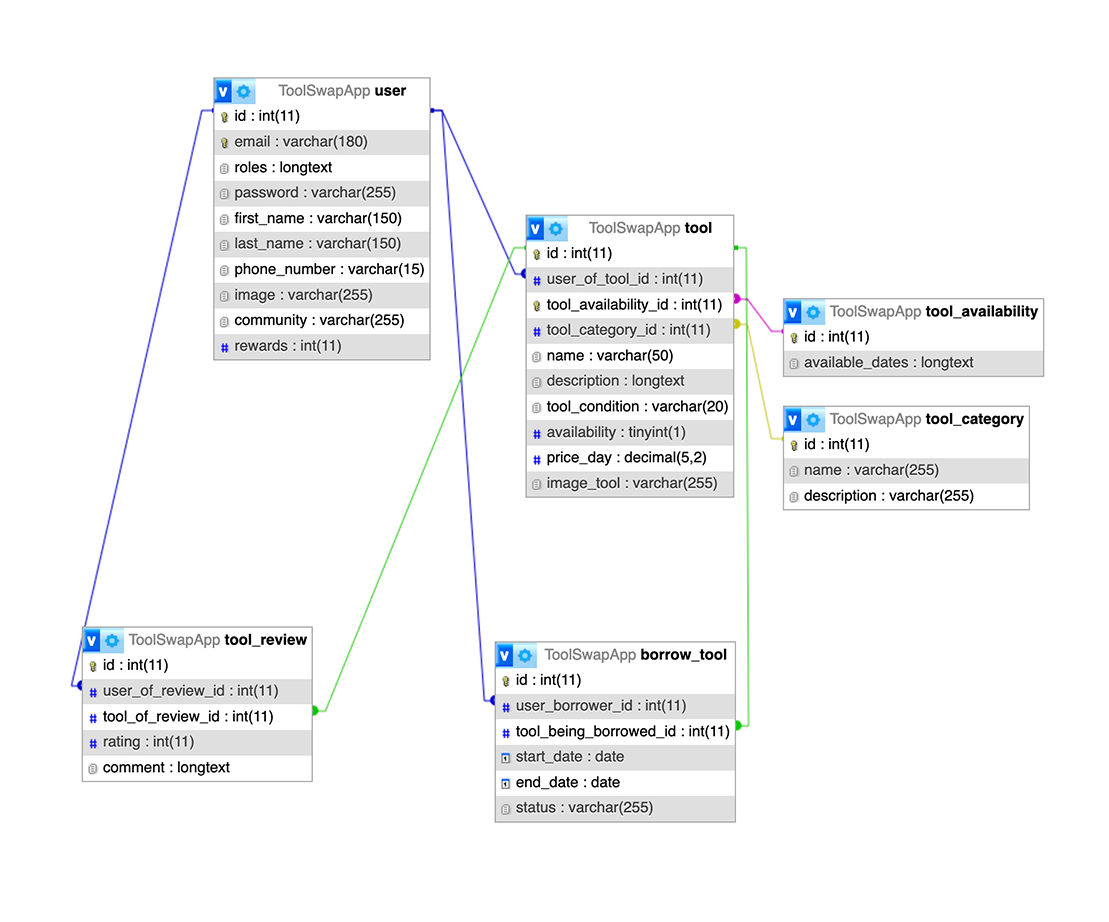 v ToolSwapApp user
id : int(11)
email : varchar(180)
roles : longtext
password : varchar(255)
first_name : varchar(150)
last_name : varchar(150)
phone_number : varchar(15)
image : varchar(255)
community : varchar(255)
# rewards : int(11)
v ToolSwapApp tool
id : int(11)
# user_of_tool_id : int(11)
tool_availability_id : int(11)
# tool_category_id : int(11)
name : varchar(50)
description : longtext
tool_condition : varchar(20)
# availability : tinyint(1)
# price_day : decimal(5,2)
image_tool : varchar(255)
v ToolSwapApp tool_availability
id : int(11)
available_dates : longtext
v ToolSwapApp tool_category
id : int(11)
name : varchar(255)
description : varchar(255)
v ToolSwapApp tool_review
id : int(11)
# user_of_review_id : int(11)
# tool_of_review_id : int(11)
# rating : int(11)
comment : longtext
v ToolSwapApp borrow_tool
id : int(11)
# user_borrower_id : int(11)
# tool_being_borrowed_id : int(11)
start_date : date
end_date : date
status : varchar(255)